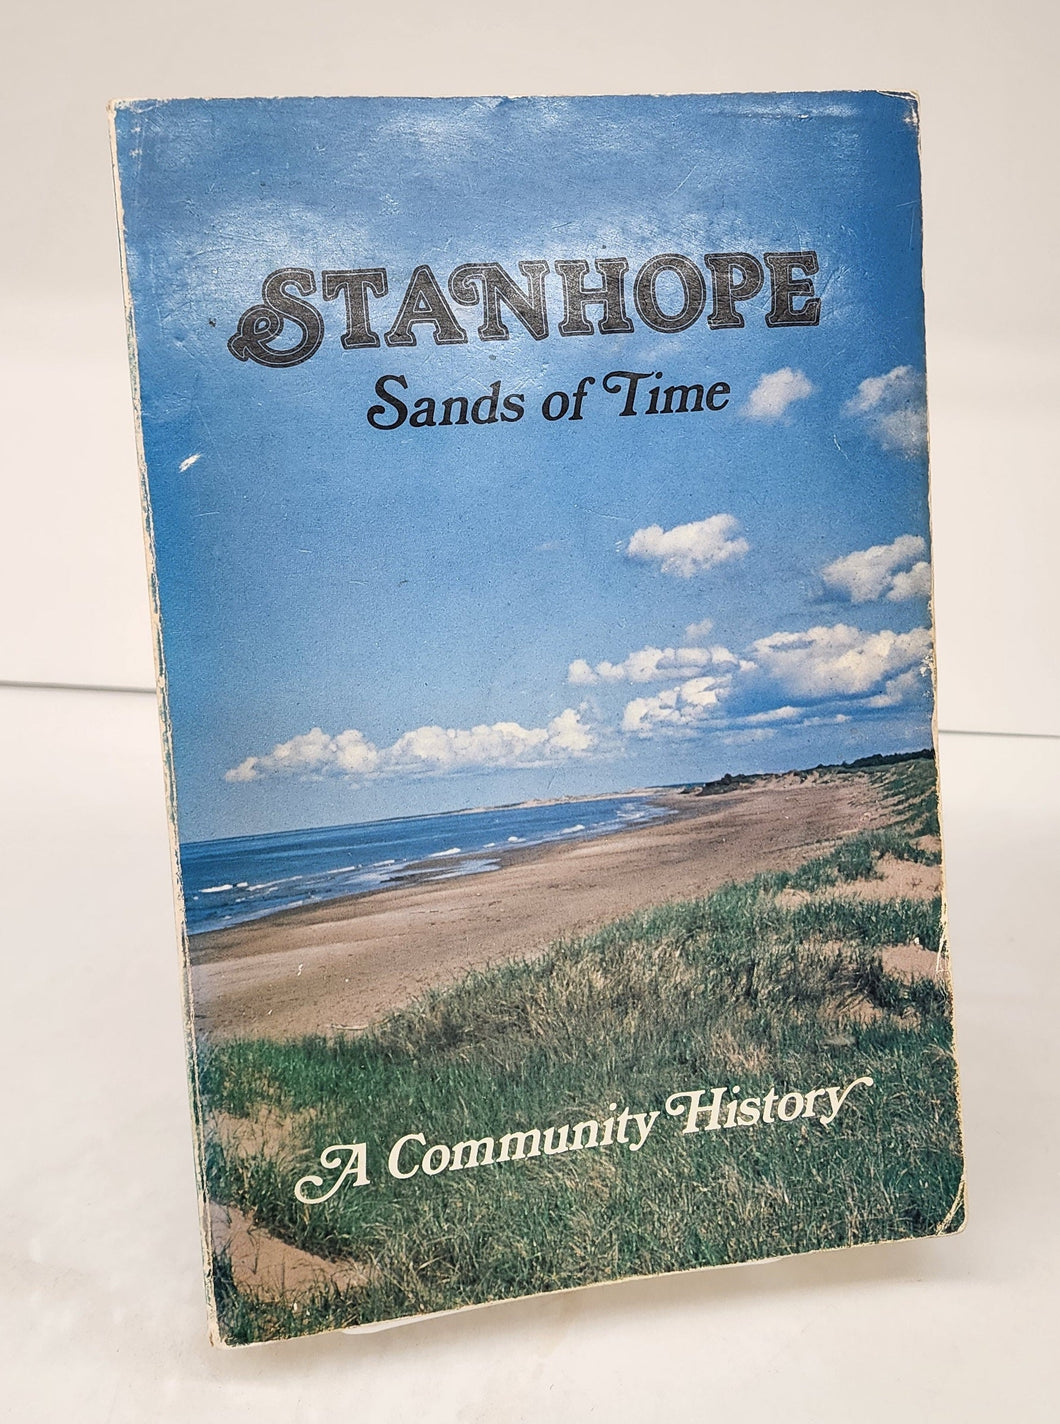 STANHOPE
Sands of Time
A Community History